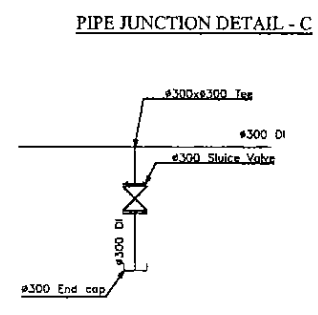 PIPE JUNCTION DETAIL - C
ø300xø300 Tee
ø300 DI
ø300 Sluice Valve
ø300 DI
ø300 End cap